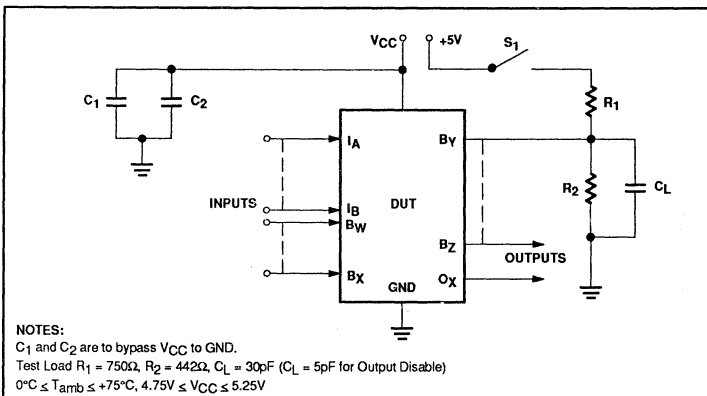 VCC +5V S1
C1 C2 R1
IA BY
R2 CL
INPUTS IB DUT
BW
BZ OUTPUTS
BX GND OX
NOTES:
C1 and C2 are to bypass VCC to GND.
Test Load R1 = 750Ω, R2 = 442Ω, CL = 30pF (CL = 5pF for Output Disable)
0°C ≤ Tamb ≤ +75°C, 4.75V ≤ VCC ≤ 5.25V